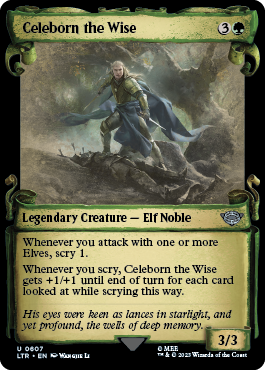 Celeborn the Wise 3
Legendary Creature — Elf Noble
Whenever you attack with one or more
Elves, scry 1.
Whenever you scry, Celeborn the Wise
gets +1/+1 until end of turn for each card
looked at while scrying this way.
His eyes were keen as lances in starlight, and
yet profound, the wells of deep memory.
3/3
U 0607
LTR • EN Wangjie Li
© MEE
™ & © 2023 Wizards of the Coast